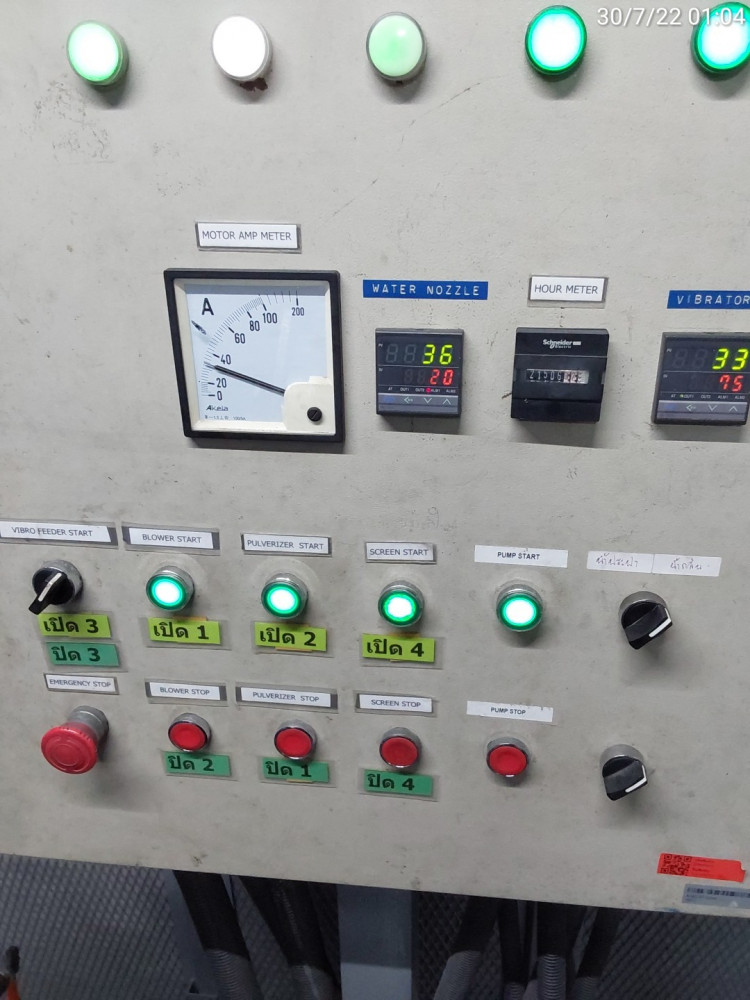 30/7/22 01:04
MOTOR AMP METER
WATER NOZZLE
HOUR METER
VIBRATOR
A
200
100
80
60
40
20
0
36
20
Schneider
Electric
33
75
VIBRO FEEDER START
BLOWER START
PULVERIZER START
SCREEN START
PUMP START
เปิด 3
เปิด 1
เปิด 2
เปิด 4
ปิด 3
EMERGENCY STOP
BLOWER STOP
PULVERIZER STOP
SCREEN STOP
PUMP STOP
ปิด 2
ปิด 1
ปิด 4